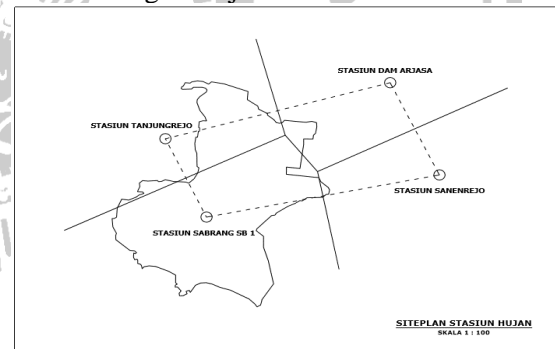 STASIUN DAM ARJASA
STASIUN TANJUNGREJO
STASIUN SANENREJO
STASIUN SABRANG SB 1
SITEPLAN STASIUN HUJAN
SKALA 1 : 100